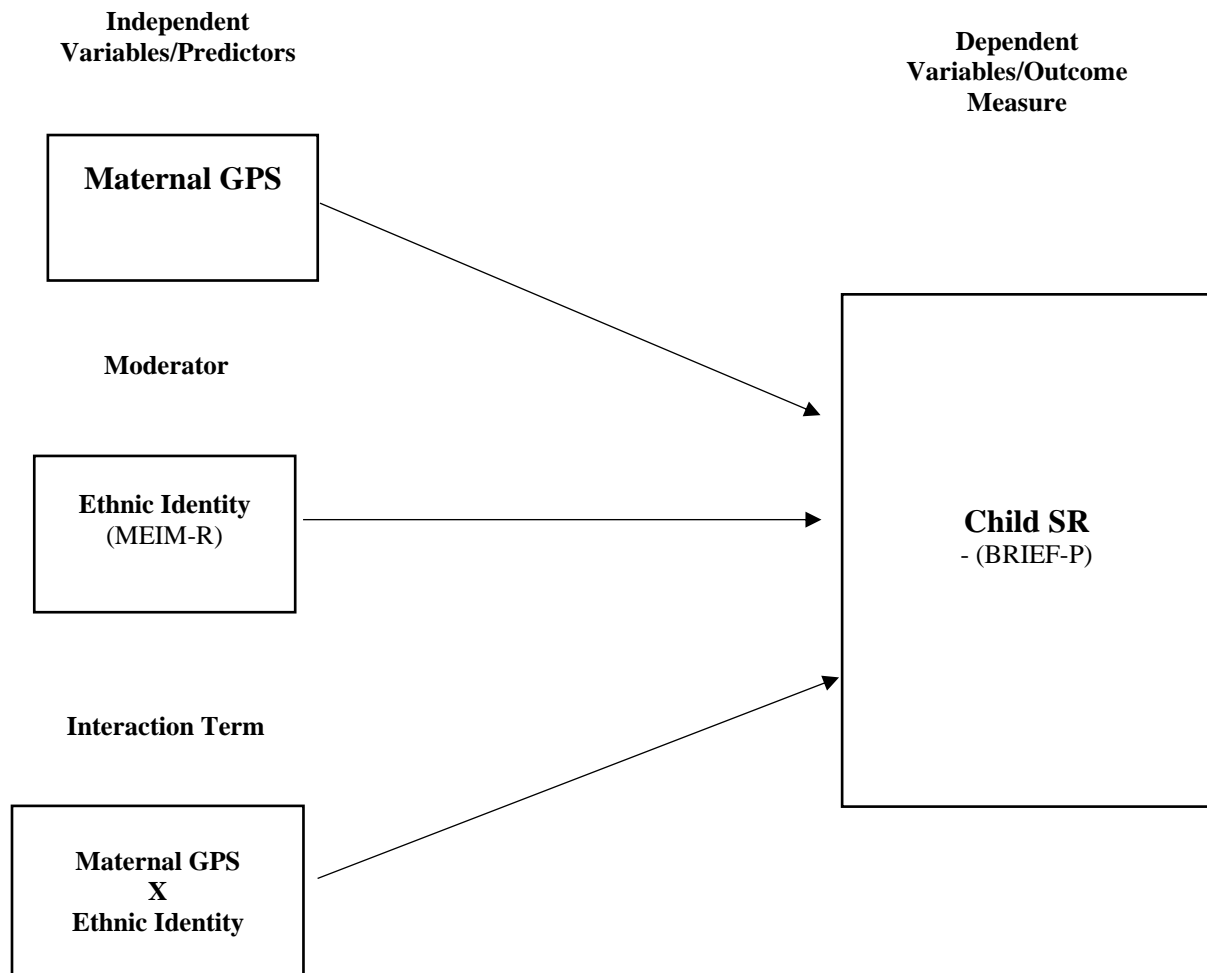 Independent
Variables/Predictors
Dependent
Variables/Outcome
Measure
Maternal GPS
Moderator
Ethnic Identity
(MEIM-R)
Child SR
- (BRIEF-P)
Interaction Term
Maternal GPS
X
Ethnic Identity